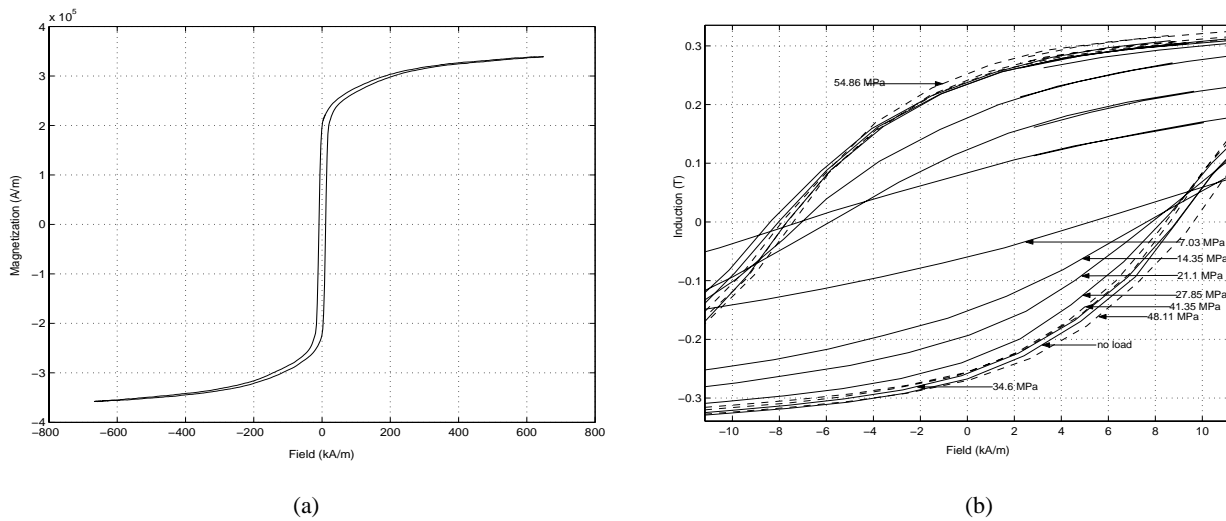 x 10⁵
4
3
2
1
0
−1
−2
−3
−4
Magnetization (A/m)
−800
−600
−400
−200
0
200
400
600
800
Field (kA/m)
(a)
0.3
0.2
0.1
0
−0.1
−0.2
−0.3
Induction (T)
54.86 MPa
7.03 MPa
14.35 MPa
21.1 MPa
27.85 MPa
41.35 MPa
48.11 MPa
no load
34.6 MPa
−10
−8
−6
−4
−2
0
2
4
6
8
10
Field (kA/m)
(b)